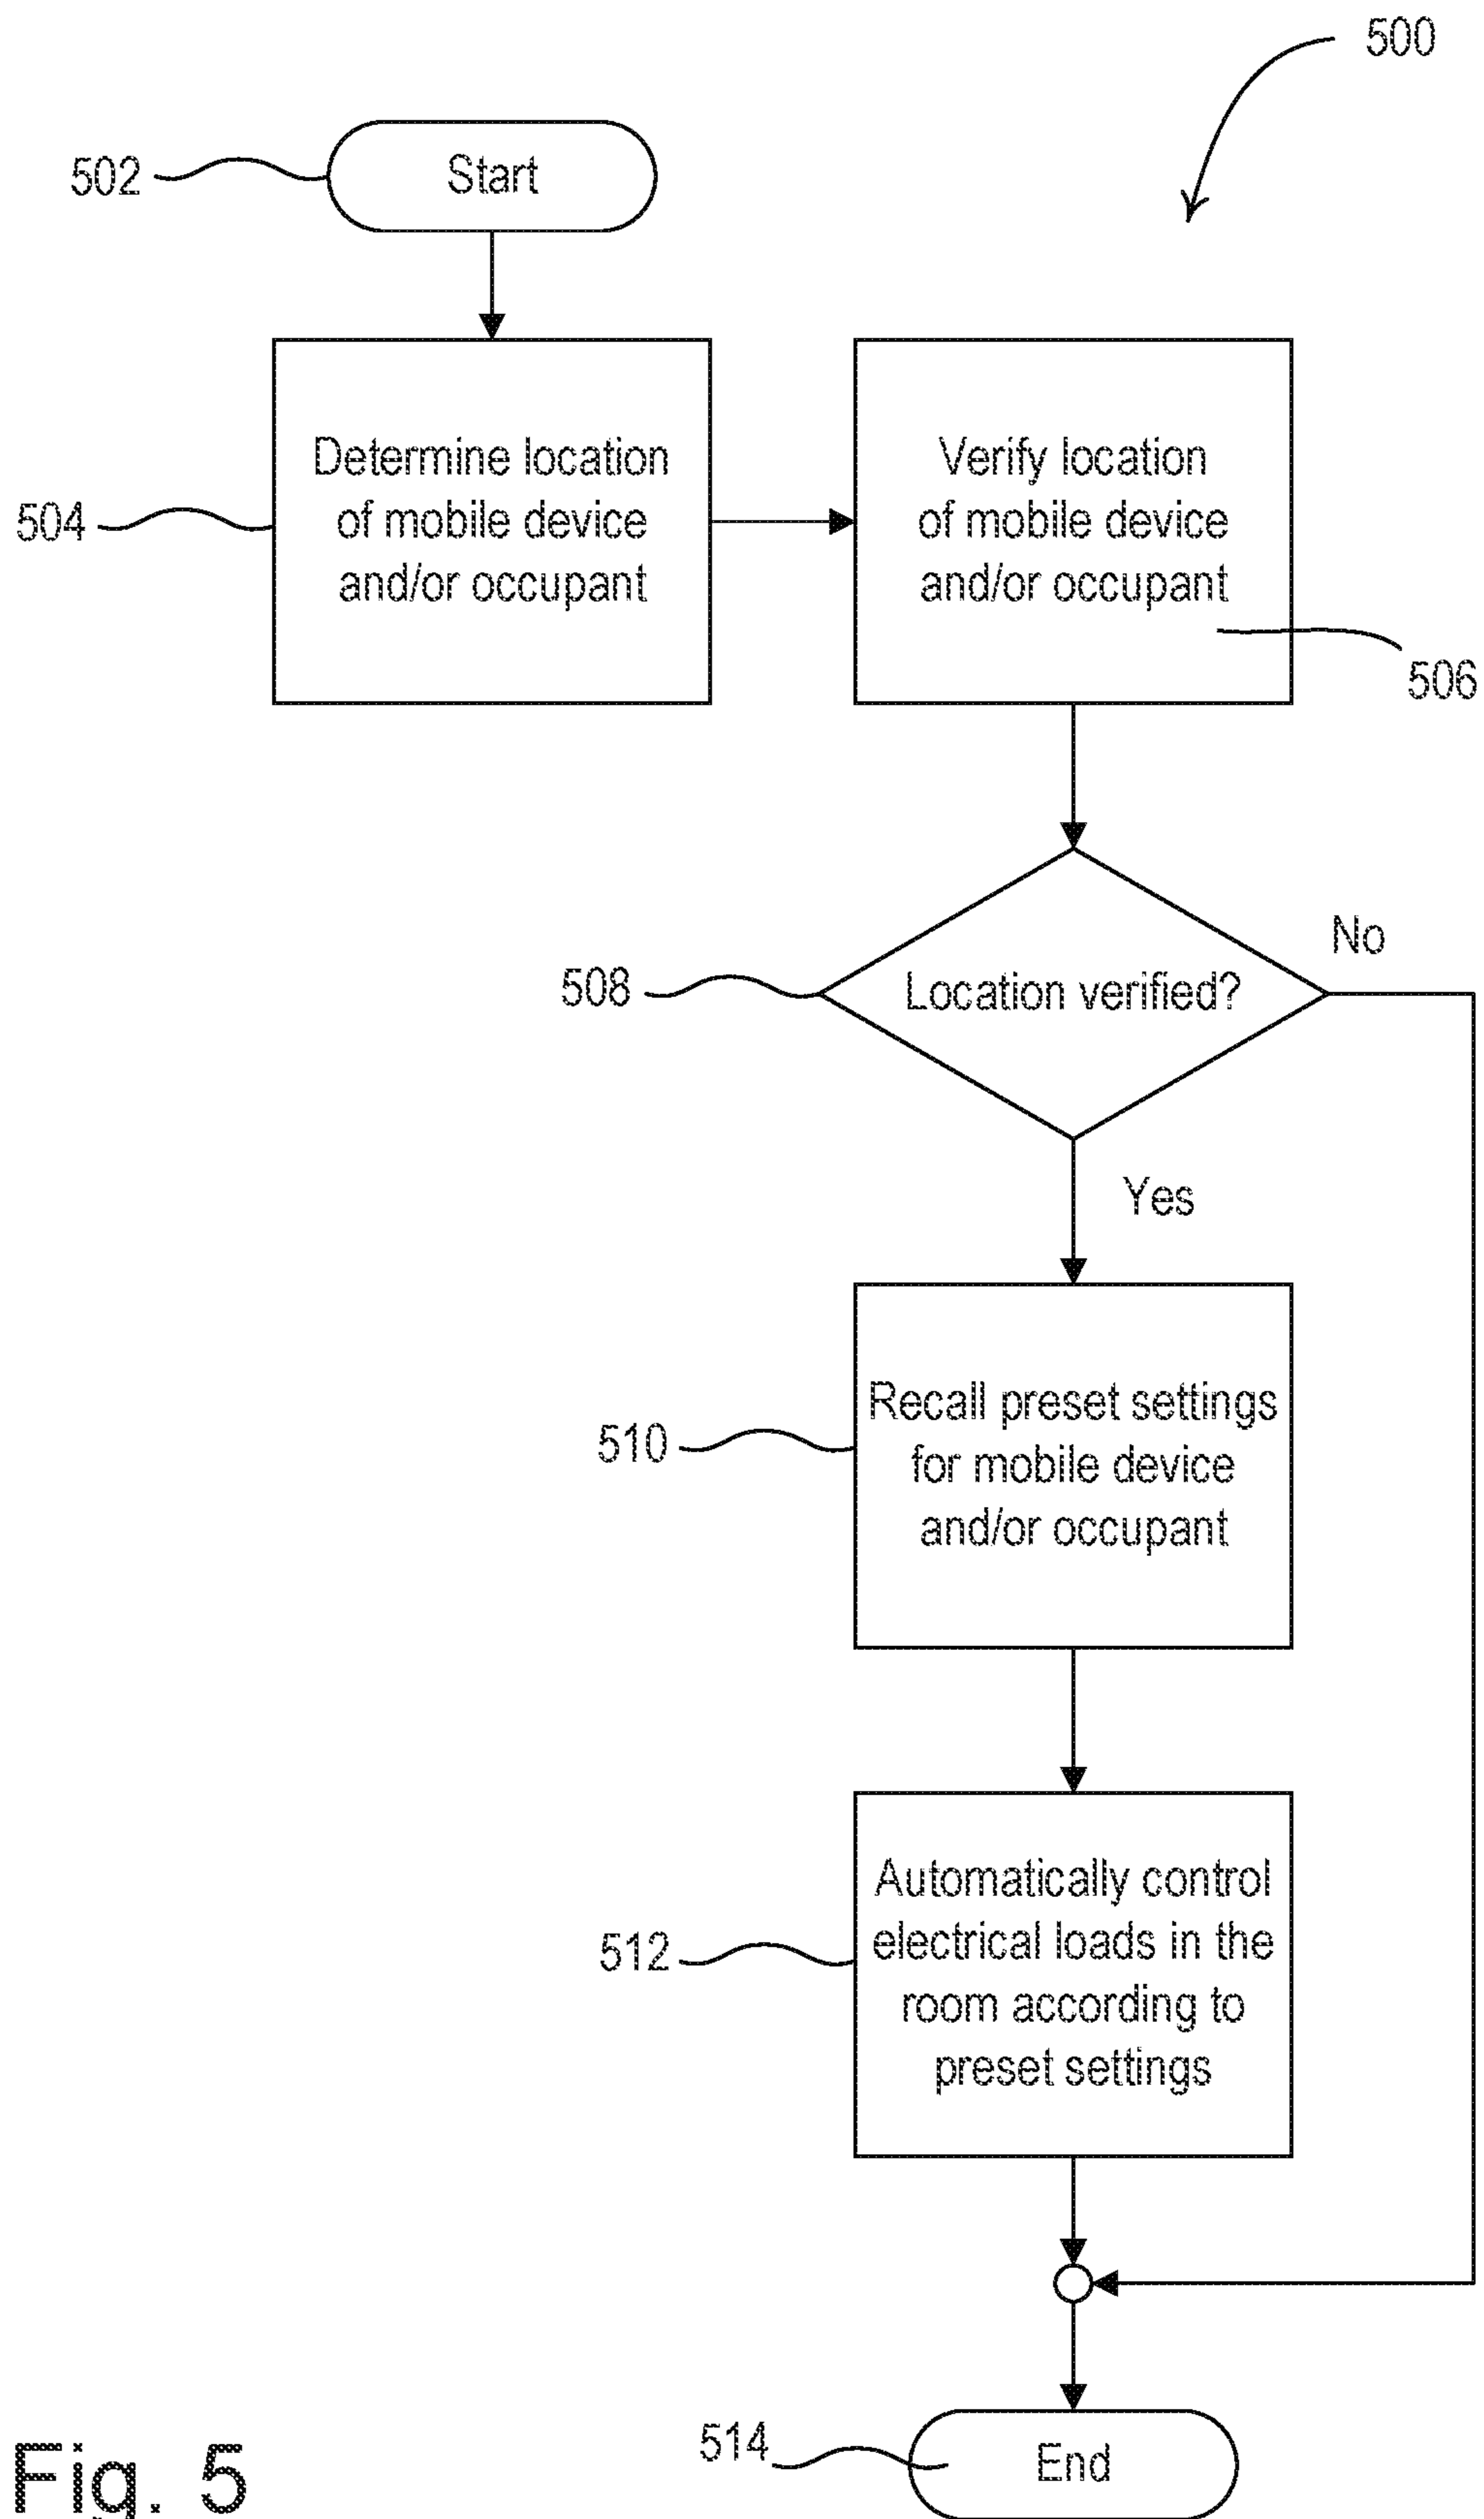 500
502
Start
504
Determine location
of mobile device
and/or occupant
Verify location
of mobile device
and/or occupant
506
508
Location verified?
No
Yes
510
Recall preset settings
for mobile device
and/or occupant
512
Automatically control
electrical loads in the
room according to
preset settings
514
End
Fig. 5